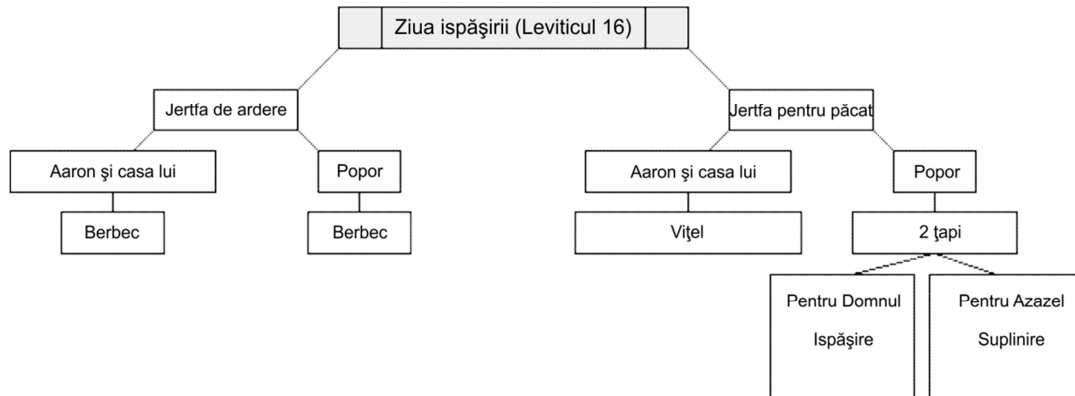 Ziua ispăşirii (Leviticul 16)
Jertfa de ardere
Jertfa pentru păcat
Aaron şi casa lui
Popor
Aaron şi casa lui
Popor
Berbec
Berbec
Viţel
2 ţapi
Pentru Domnul
Ispăşire
Pentru Azazel
Suplinire